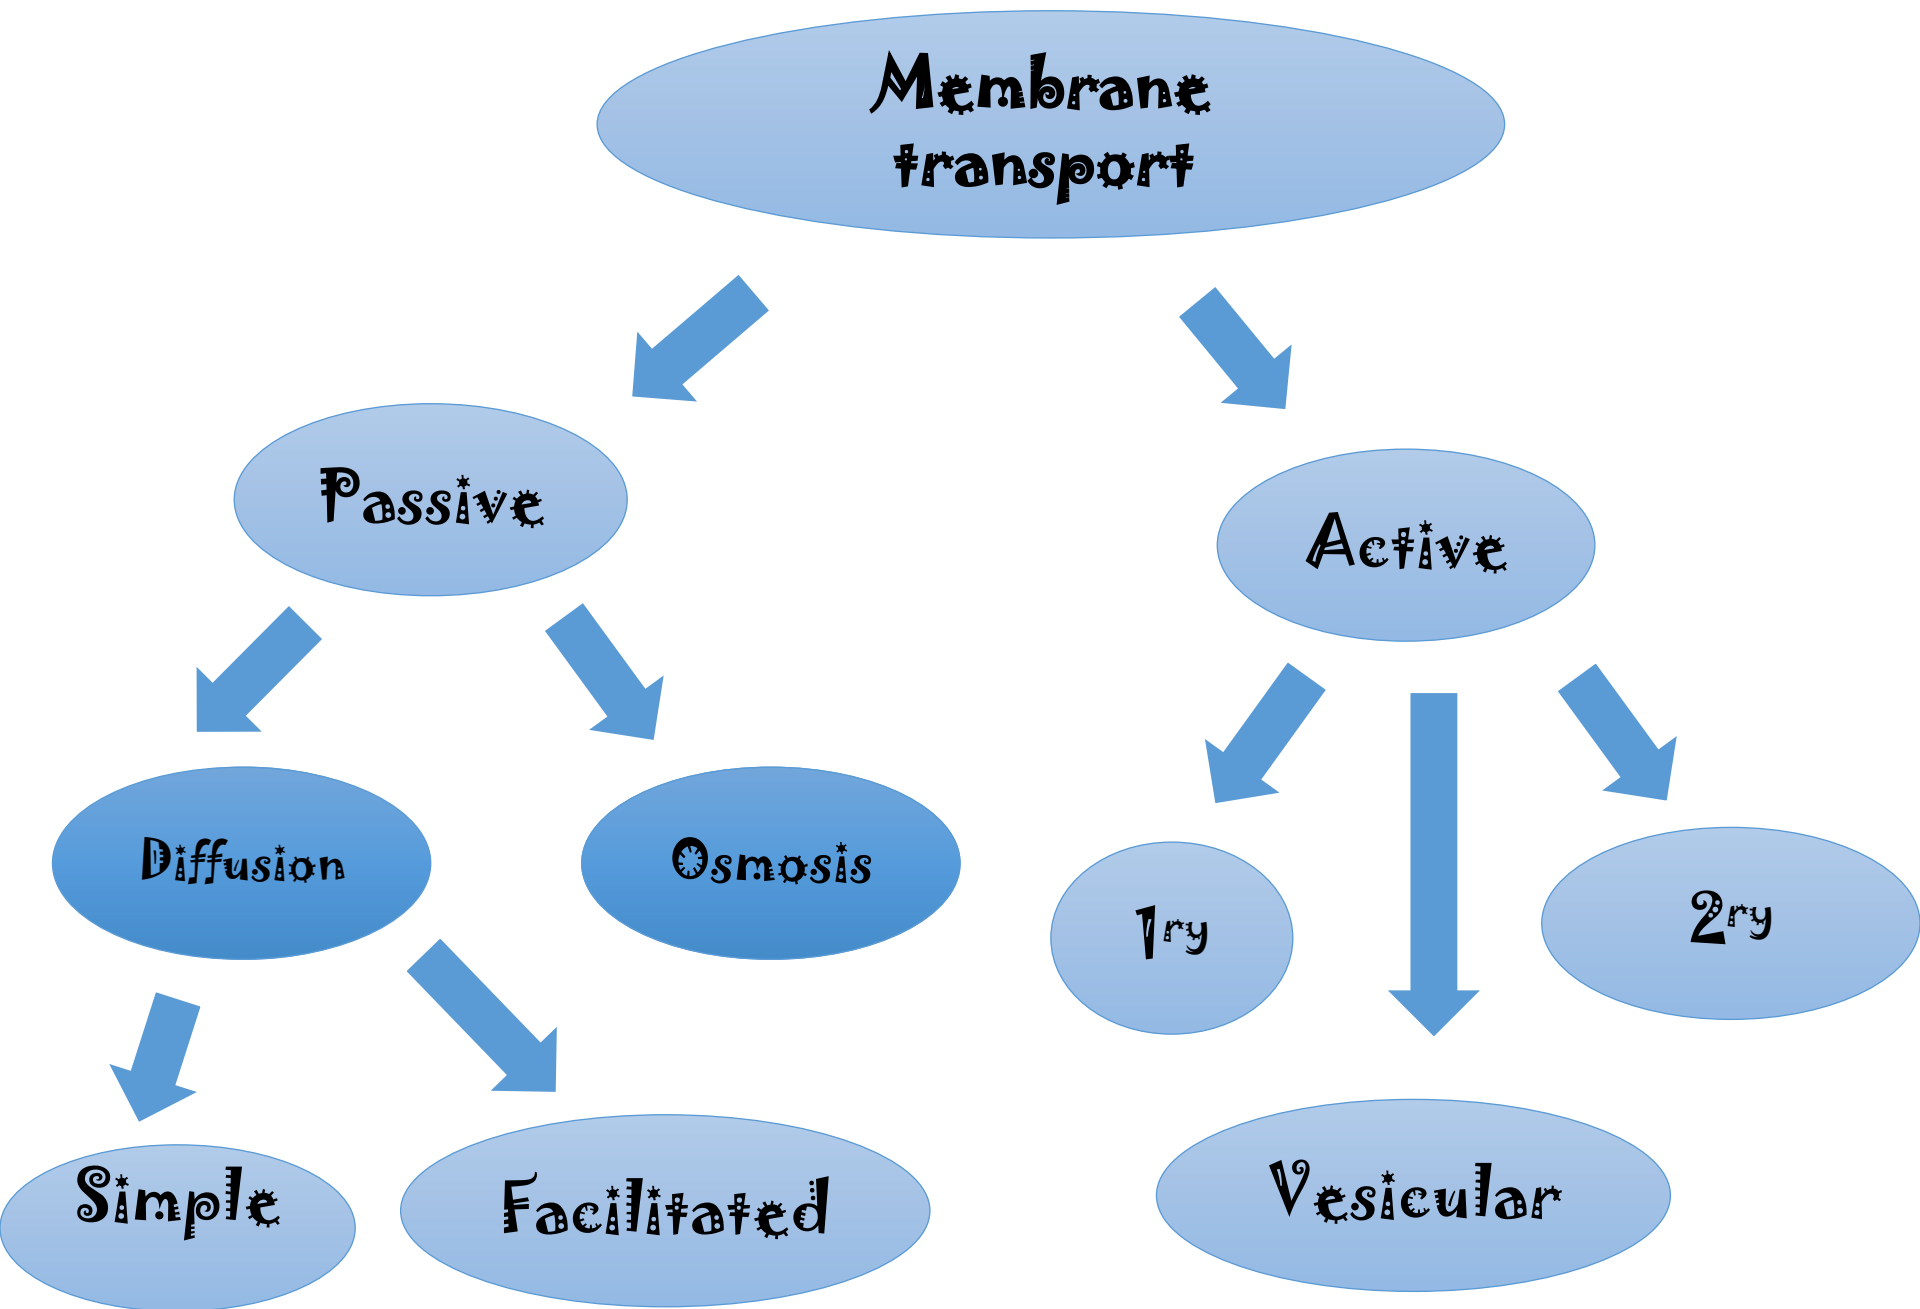 Membrane
transport
Passive
Active
Diffusion
Osmosis
1ry
2ry
Simple
Facilitated
Vesicular